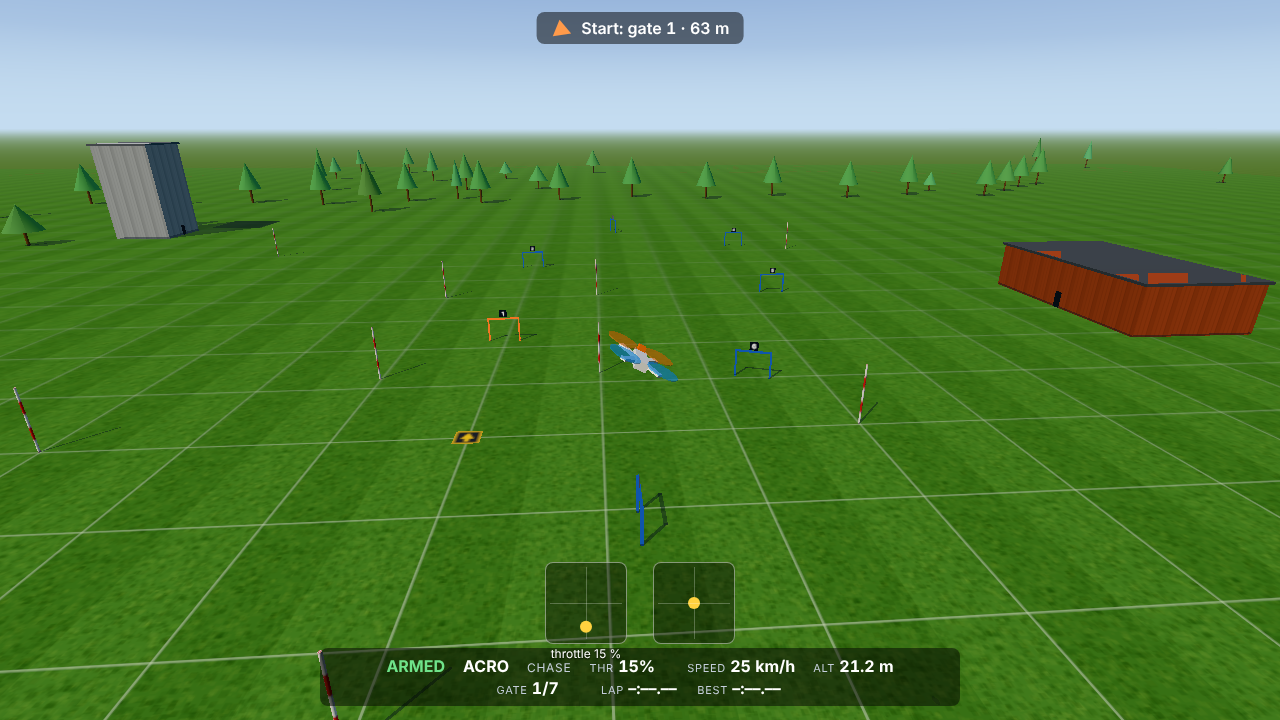 Start: gate 1 · 63 m
1
throttle 15 %
ARMED ACRO CHASE THR 15% SPEED 25 km/h ALT 21.2 m
GATE 1/7 LAP –:––.–– BEST –:––.––